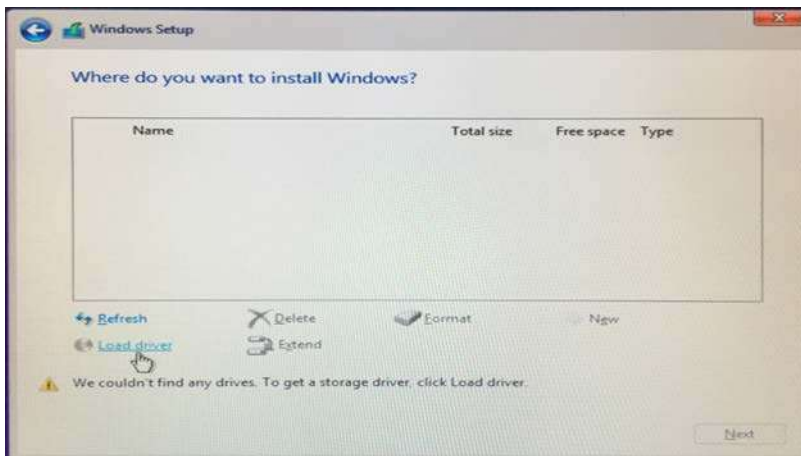 Windows Setup
Where do you want to install Windows?
Name Total size Free space Type
Refresh Delete Format New
Load driver Extend
We couldn't find any drives. To get a storage driver, click Load driver.
Next